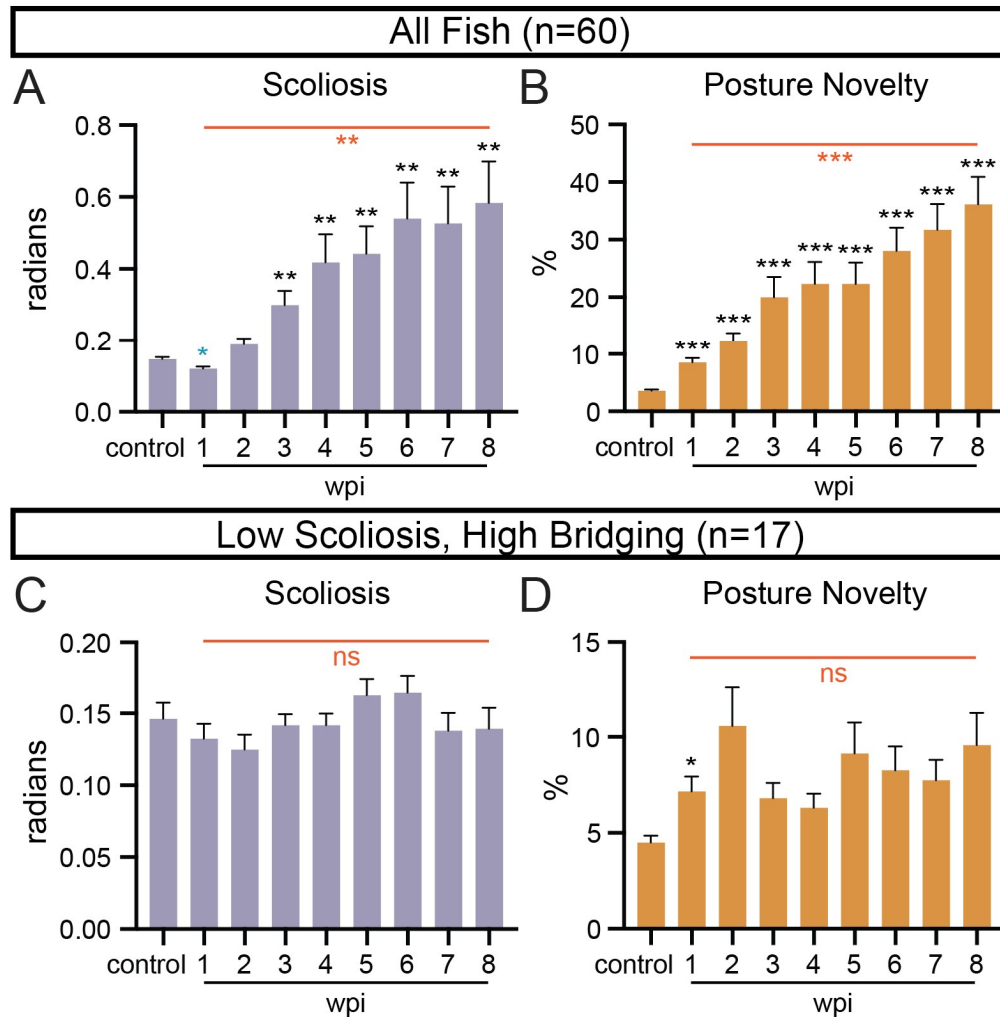 All Fish (n=60)
A
Scoliosis
radians
0.8
0.6
0.4
0.2
0.0
**
*
**
**
**
**
**
**
control 1 2 3 4 5 6 7 8
wpi
B
Posture Novelty
%
50
40
30
20
10
0
***
***
***
***
***
***
***
***
***
control 1 2 3 4 5 6 7 8
wpi
Low Scoliosis, High Bridging (n=17)
C
Scoliosis
radians
0.20
0.15
0.10
0.05
0.00
ns
control 1 2 3 4 5 6 7 8
wpi
D
Posture Novelty
%
15
10
5
0
ns
*
control 1 2 3 4 5 6 7 8
wpi